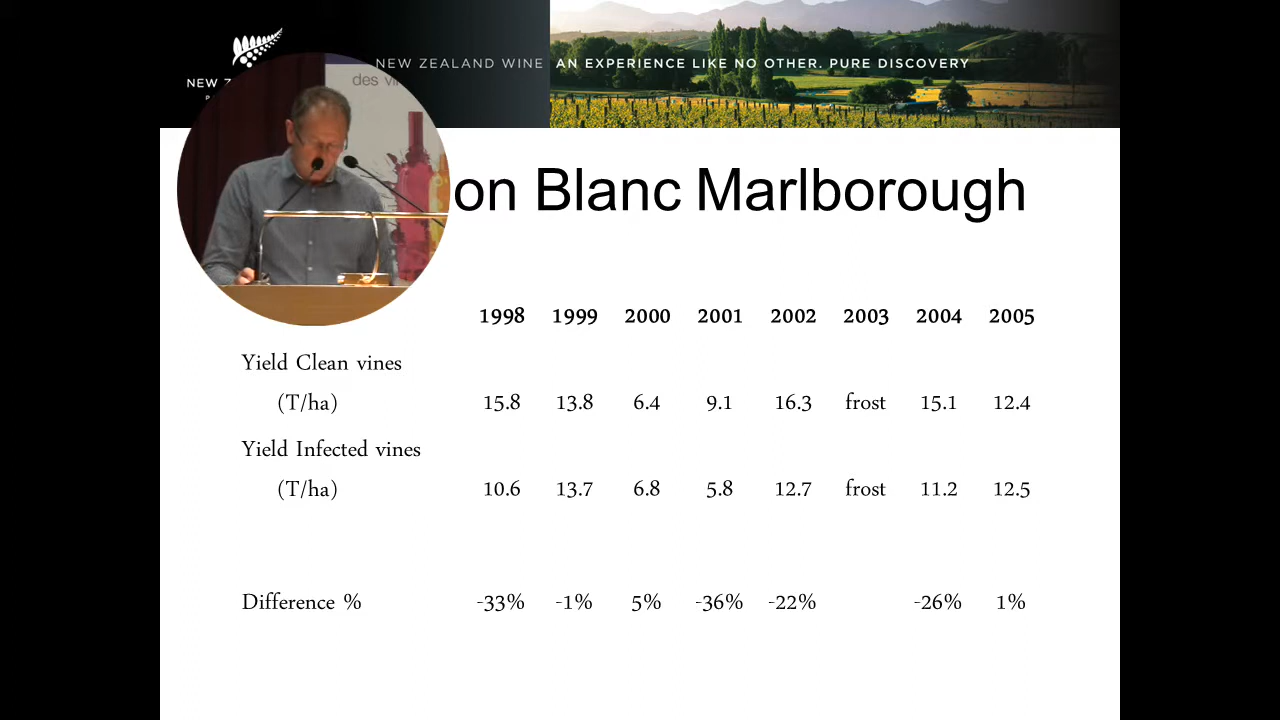 NEW
NEW ZEALAND WINE AN EXPERIENCE LIKE NO OTHER. PURE DISCOVERY
des
on Blanc Marlborough
1998 1999 2000 2001 2002 2003 2004 2005
Yield Clean vines
(T/ha) 15.8 13.8 6.4 9.1 16.3 frost 15.1 12.4
Yield Infected vines
(T/ha) 10.6 13.7 6.8 5.8 12.7 frost 11.2 12.5
Difference % -33% -1% 5% -36% -22% -26% 1%